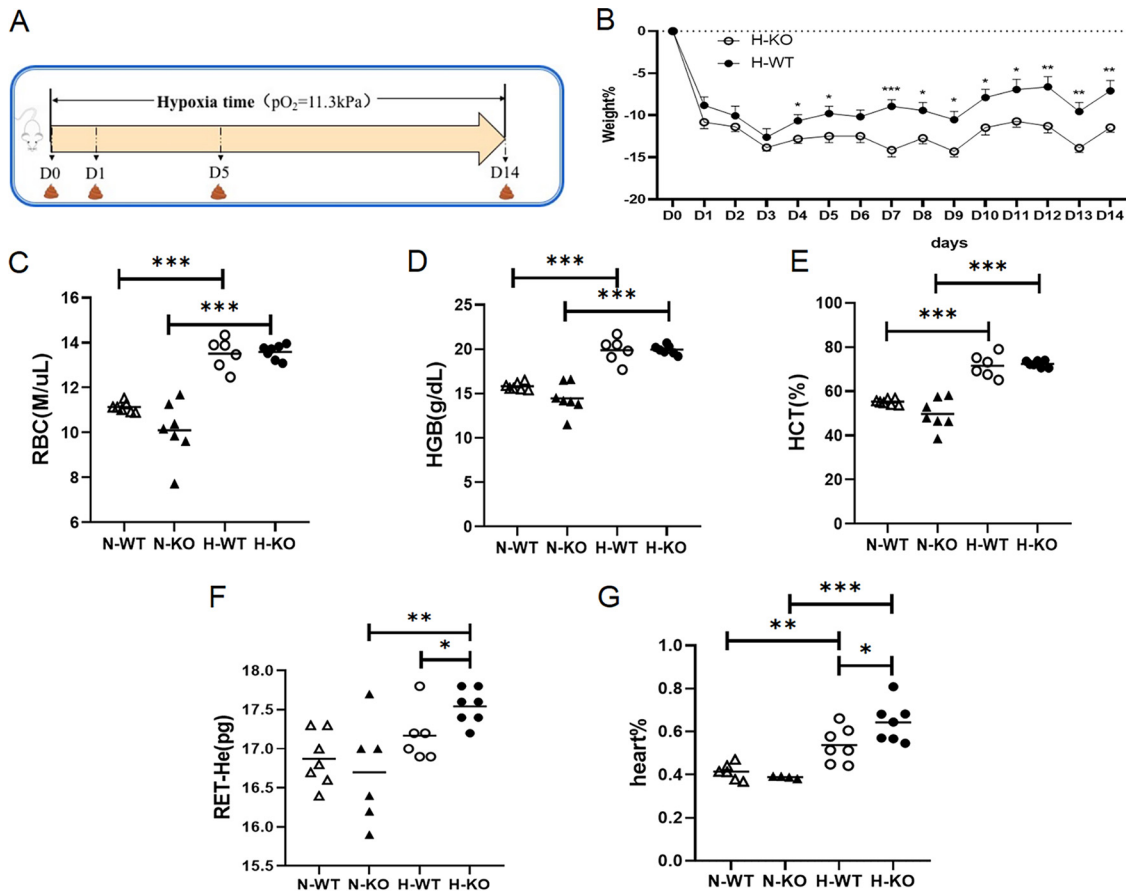 A
Hypoxia time（pO₂=11.3kPa）
D0 D1 D5 D14
B
H-KO
H-WT
Weight%
0
-5
-10
-15
-20
* * *** * * * * ** ** **
D0 D1 D2 D3 D4 D5 D6 D7 D8 D9 D10 D11 D12 D13 D14
days
C
***
***
RBC(M/uL)
16
14
12
10
8
6
N-WT N-KO H-WT H-KO
D
***
***
HGB(g/dL)
25
20
15
10
5
0
N-WT N-KO H-WT H-KO
E
***
***
HCT(%)
100
80
60
40
20
0
N-WT N-KO H-WT H-KO
F
**
*
RET-He(pg)
18.0
17.5
17.0
16.5
16.0
15.5
N-WT N-KO H-WT H-KO
G
***
**
*
heart%
1.0
0.8
0.6
0.4
0.2
0.0
N-WT N-KO H-WT H-KO